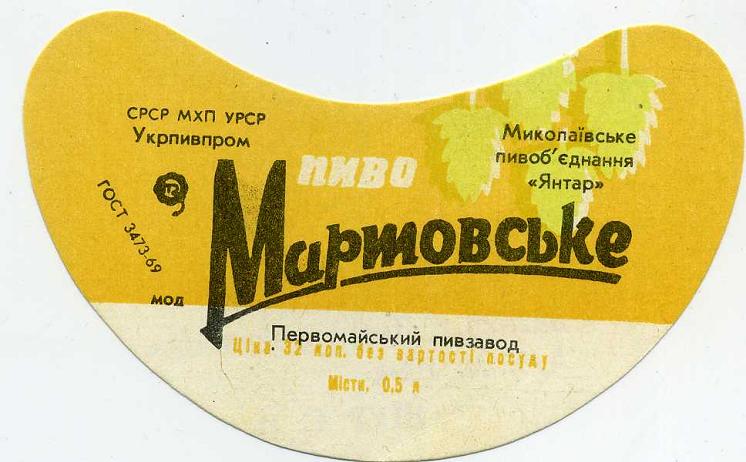 СРСР МХП УРСР
Укрпивпром
Миколаївське
пивоб'єднання
«Янтар»
ГОСТ 3473-69
пиво
Мартовське
мод
Первомайський пивзавод
Ціна 32 коп. без вартості посуду
Місти. 0,5 л